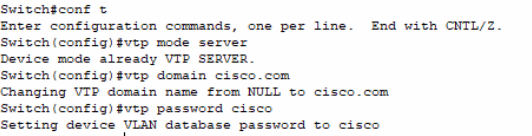 Switch#conf t
Enter configuration commands, one per line.  End with CNTL/Z.
Switch(config)#vtp mode server
Device mode already VTP SERVER.
Switch(config)#vtp domain cisco.com
Changing VTP domain name from NULL to cisco.com
Switch(config)#vtp password cisco
Setting device VLAN database password to cisco